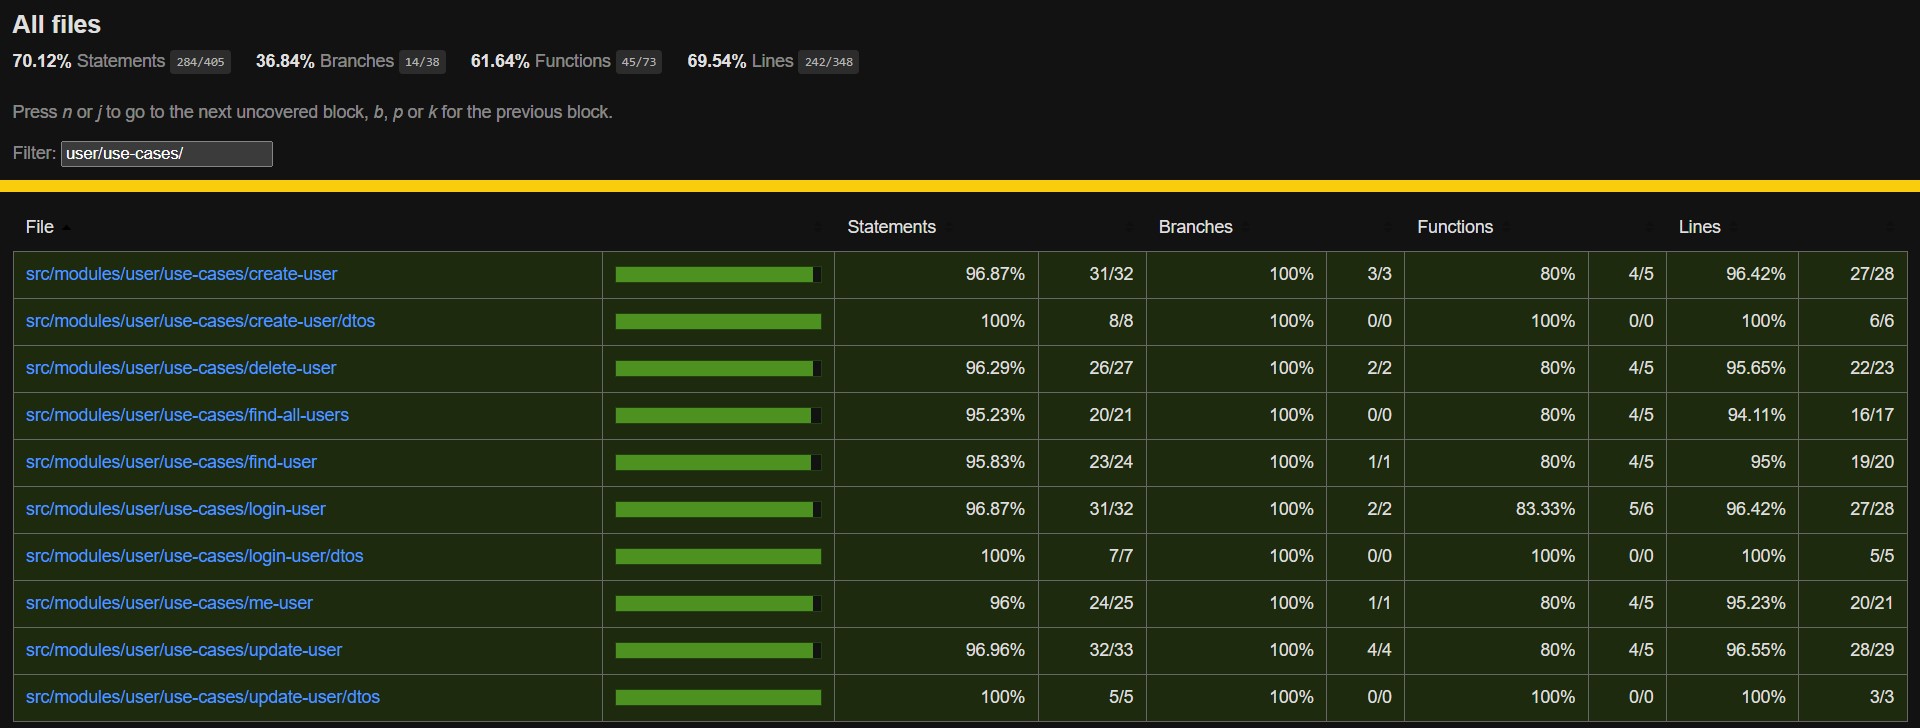 All files
70.12% Statements 284/405 36.84% Branches 14/38 61.64% Functions 45/73 69.54% Lines 242/348
Press n or j to go to the next uncovered block, b, p or k for the previous block.
Filter: user/use-cases/
File Statements Branches Functions Lines
src/modules/user/use-cases/create-user 96.87% 31/32 100% 3/3 80% 4/5 96.42% 27/28
src/modules/user/use-cases/create-user/dtos 100% 8/8 100% 0/0 100% 0/0 100% 6/6
src/modules/user/use-cases/delete-user 96.29% 26/27 100% 2/2 80% 4/5 95.65% 22/23
src/modules/user/use-cases/find-all-users 95.23% 20/21 100% 0/0 80% 4/5 94.11% 16/17
src/modules/user/use-cases/find-user 95.83% 23/24 100% 1/1 80% 4/5 95% 19/20
src/modules/user/use-cases/login-user 96.87% 31/32 100% 2/2 83.33% 5/6 96.42% 27/28
src/modules/user/use-cases/login-user/dtos 100% 7/7 100% 0/0 100% 0/0 100% 5/5
src/modules/user/use-cases/me-user 96% 24/25 100% 1/1 80% 4/5 95.23% 20/21
src/modules/user/use-cases/update-user 96.96% 32/33 100% 4/4 80% 4/5 96.55% 28/29
src/modules/user/use-cases/update-user/dtos 100% 5/5 100% 0/0 100% 0/0 100% 3/3